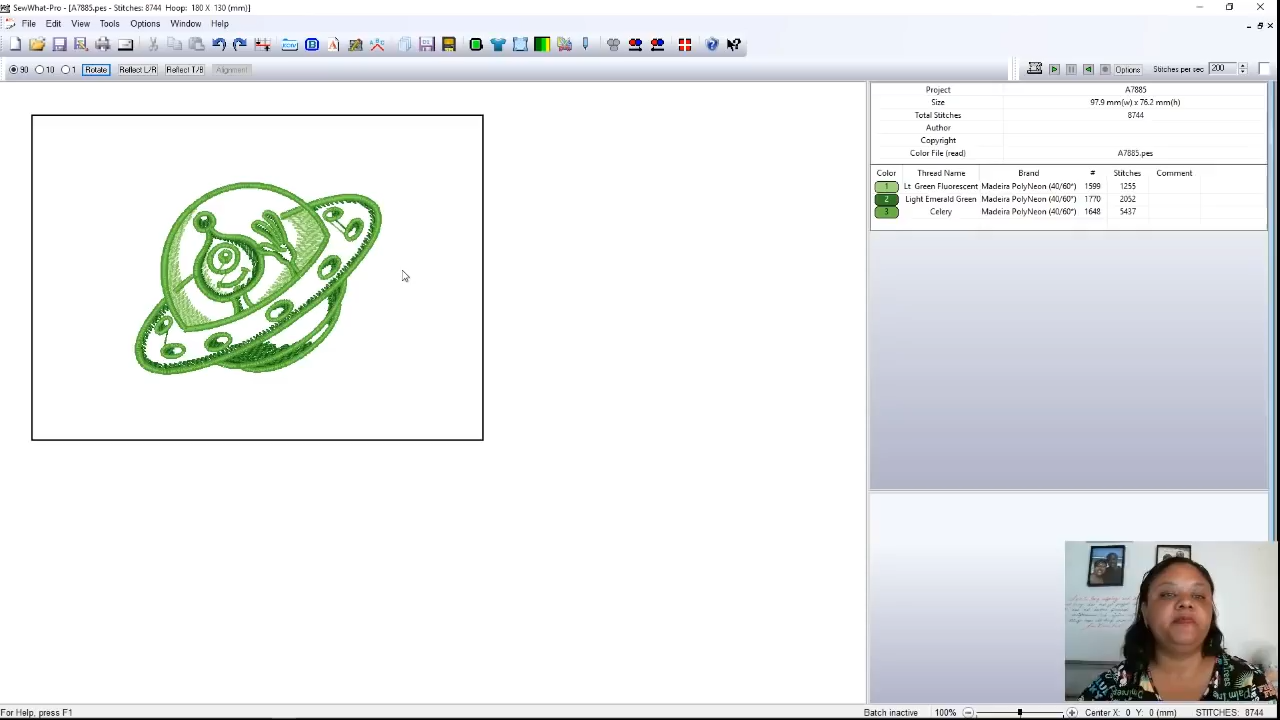 SewWhat-Pro - [A7885.pes - Stitches: 8744 Hoop: 180 X 130 (mm)]
File Edit View Tools Options Window Help
90 10 1 Rotate Reflect L/R Reflect T/B Alignment Options Stitches per sec 200
Project A7885
Size 97.9 mm(w) x 76.2 mm(h)
Total Stitches 8744
Author
Copyright
Color File (read) A7885.pes
Color Thread Name Brand # Stitches Comment
1 Lt Green Fluorescent Madeira PolyNeon (40/60*) 1599 1255
2 Light Emerald Green Madeira PolyNeon (40/60*) 1770 2052
3 Celery Madeira PolyNeon (40/60*) 1648 5437
For Help, press F1 Batch inactive 100% Center X: 0 Y: 0 (mm) STITCHES: 8744